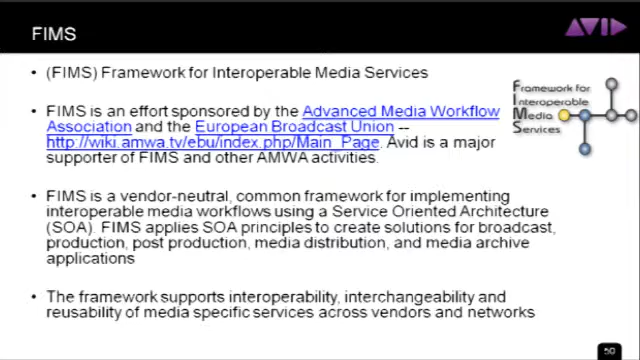 FIMS
AVID
• (FIMS) Framework for Interoperable Media Services
• FIMS is an effort sponsored by the Advanced Media Workflow
Association and the European Broadcast Union --
http://wiki.amwa.tv/ebu/index.php/Main_Page. Avid is a major
supporter of FIMS and other AMWA activities.
Framework for
Interoperable
Media
Services
• FIMS is a vendor-neutral, common framework for implementing
interoperable media workflows using a Service Oriented Architecture
(SOA). FIMS applies SOA principles to create solutions for broadcast,
production, post production, media distribution, and media archive
applications
• The framework supports interoperability, interchangeability and
reusability of media specific services across vendors and networks
50